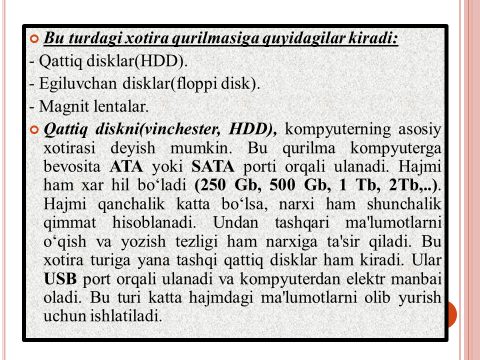 Bu turdagi xotira qurilmasiga quyidagilar kiradi:
- Qattiq disklar(HDD).
- Egiluvchan disklar(floppi disk).
- Magnit lentalar.
Qattiq diskni(vinchester, HDD), kompyuterning asosiy
xotirasi deyish mumkin. Bu qurilma kompyuterga
bevosita ATA yoki SATA porti orqali ulanadi. Hajmi
ham xar hil bo‘ladi (250 Gb, 500 Gb, 1 Tb, 2Tb,..).
Hajmi qanchalik katta bo‘lsa, narxi ham shunchalik
qimmat hisoblanadi. Undan tashqari ma'lumotlarni
o‘qish va yozish tezligi ham narxiga ta'sir qiladi. Bu
xotira turiga yana tashqi qattiq disklar ham kiradi. Ular
USB port orqali ulanadi va kompyuterdan elektr manbai
oladi. Bu turi katta hajmdagi ma'lumotlarni olib yurish
uchun ishlatiladi.